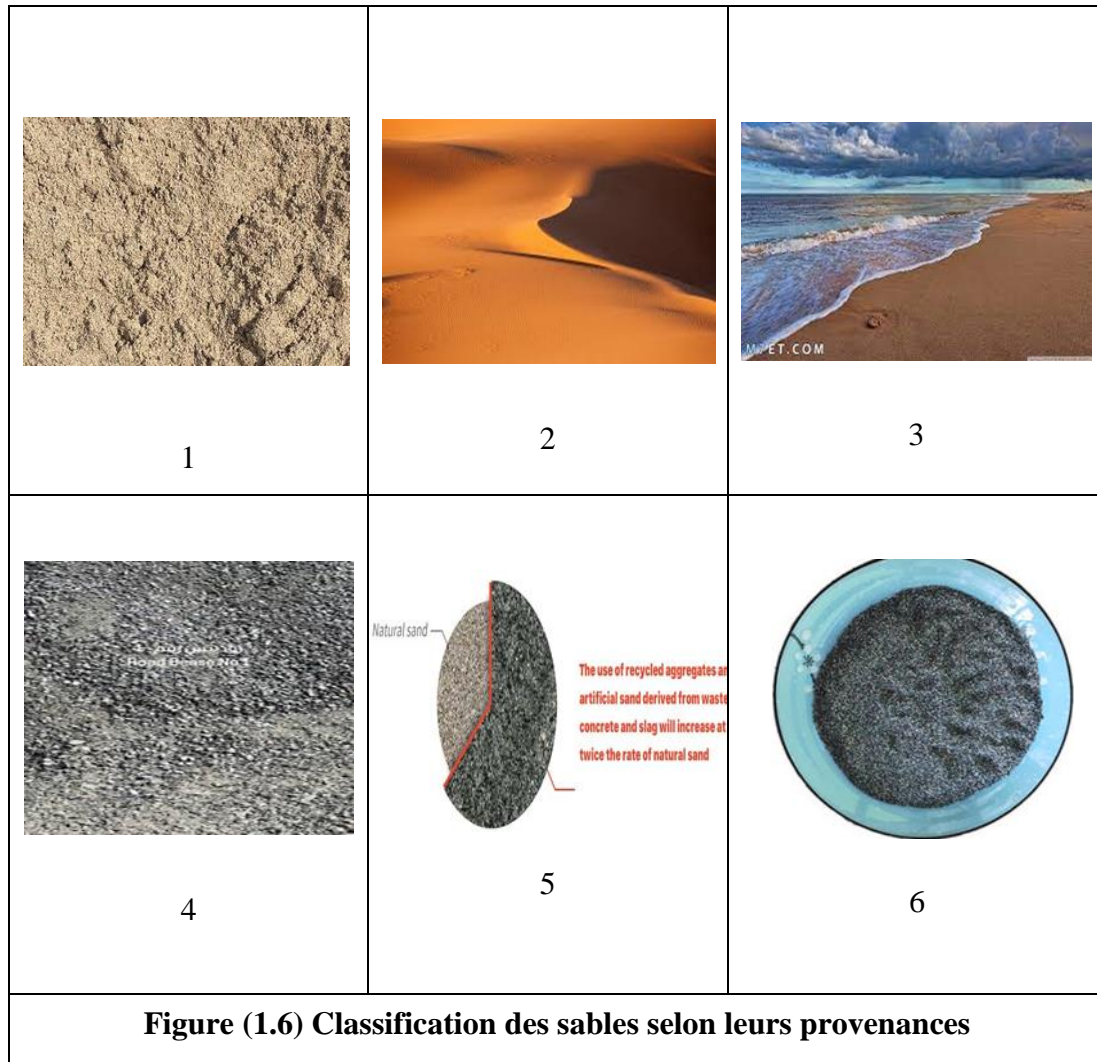 M
ET.COM
1
2
3
Road Dense No 1
4
Natural sand
The use of recycled aggregates an
artificial sand derived from waste
concrete and slag will increase at
twice the rate of natural sand
5
6
Figure (1.6) Classification des sables selon leurs provenances